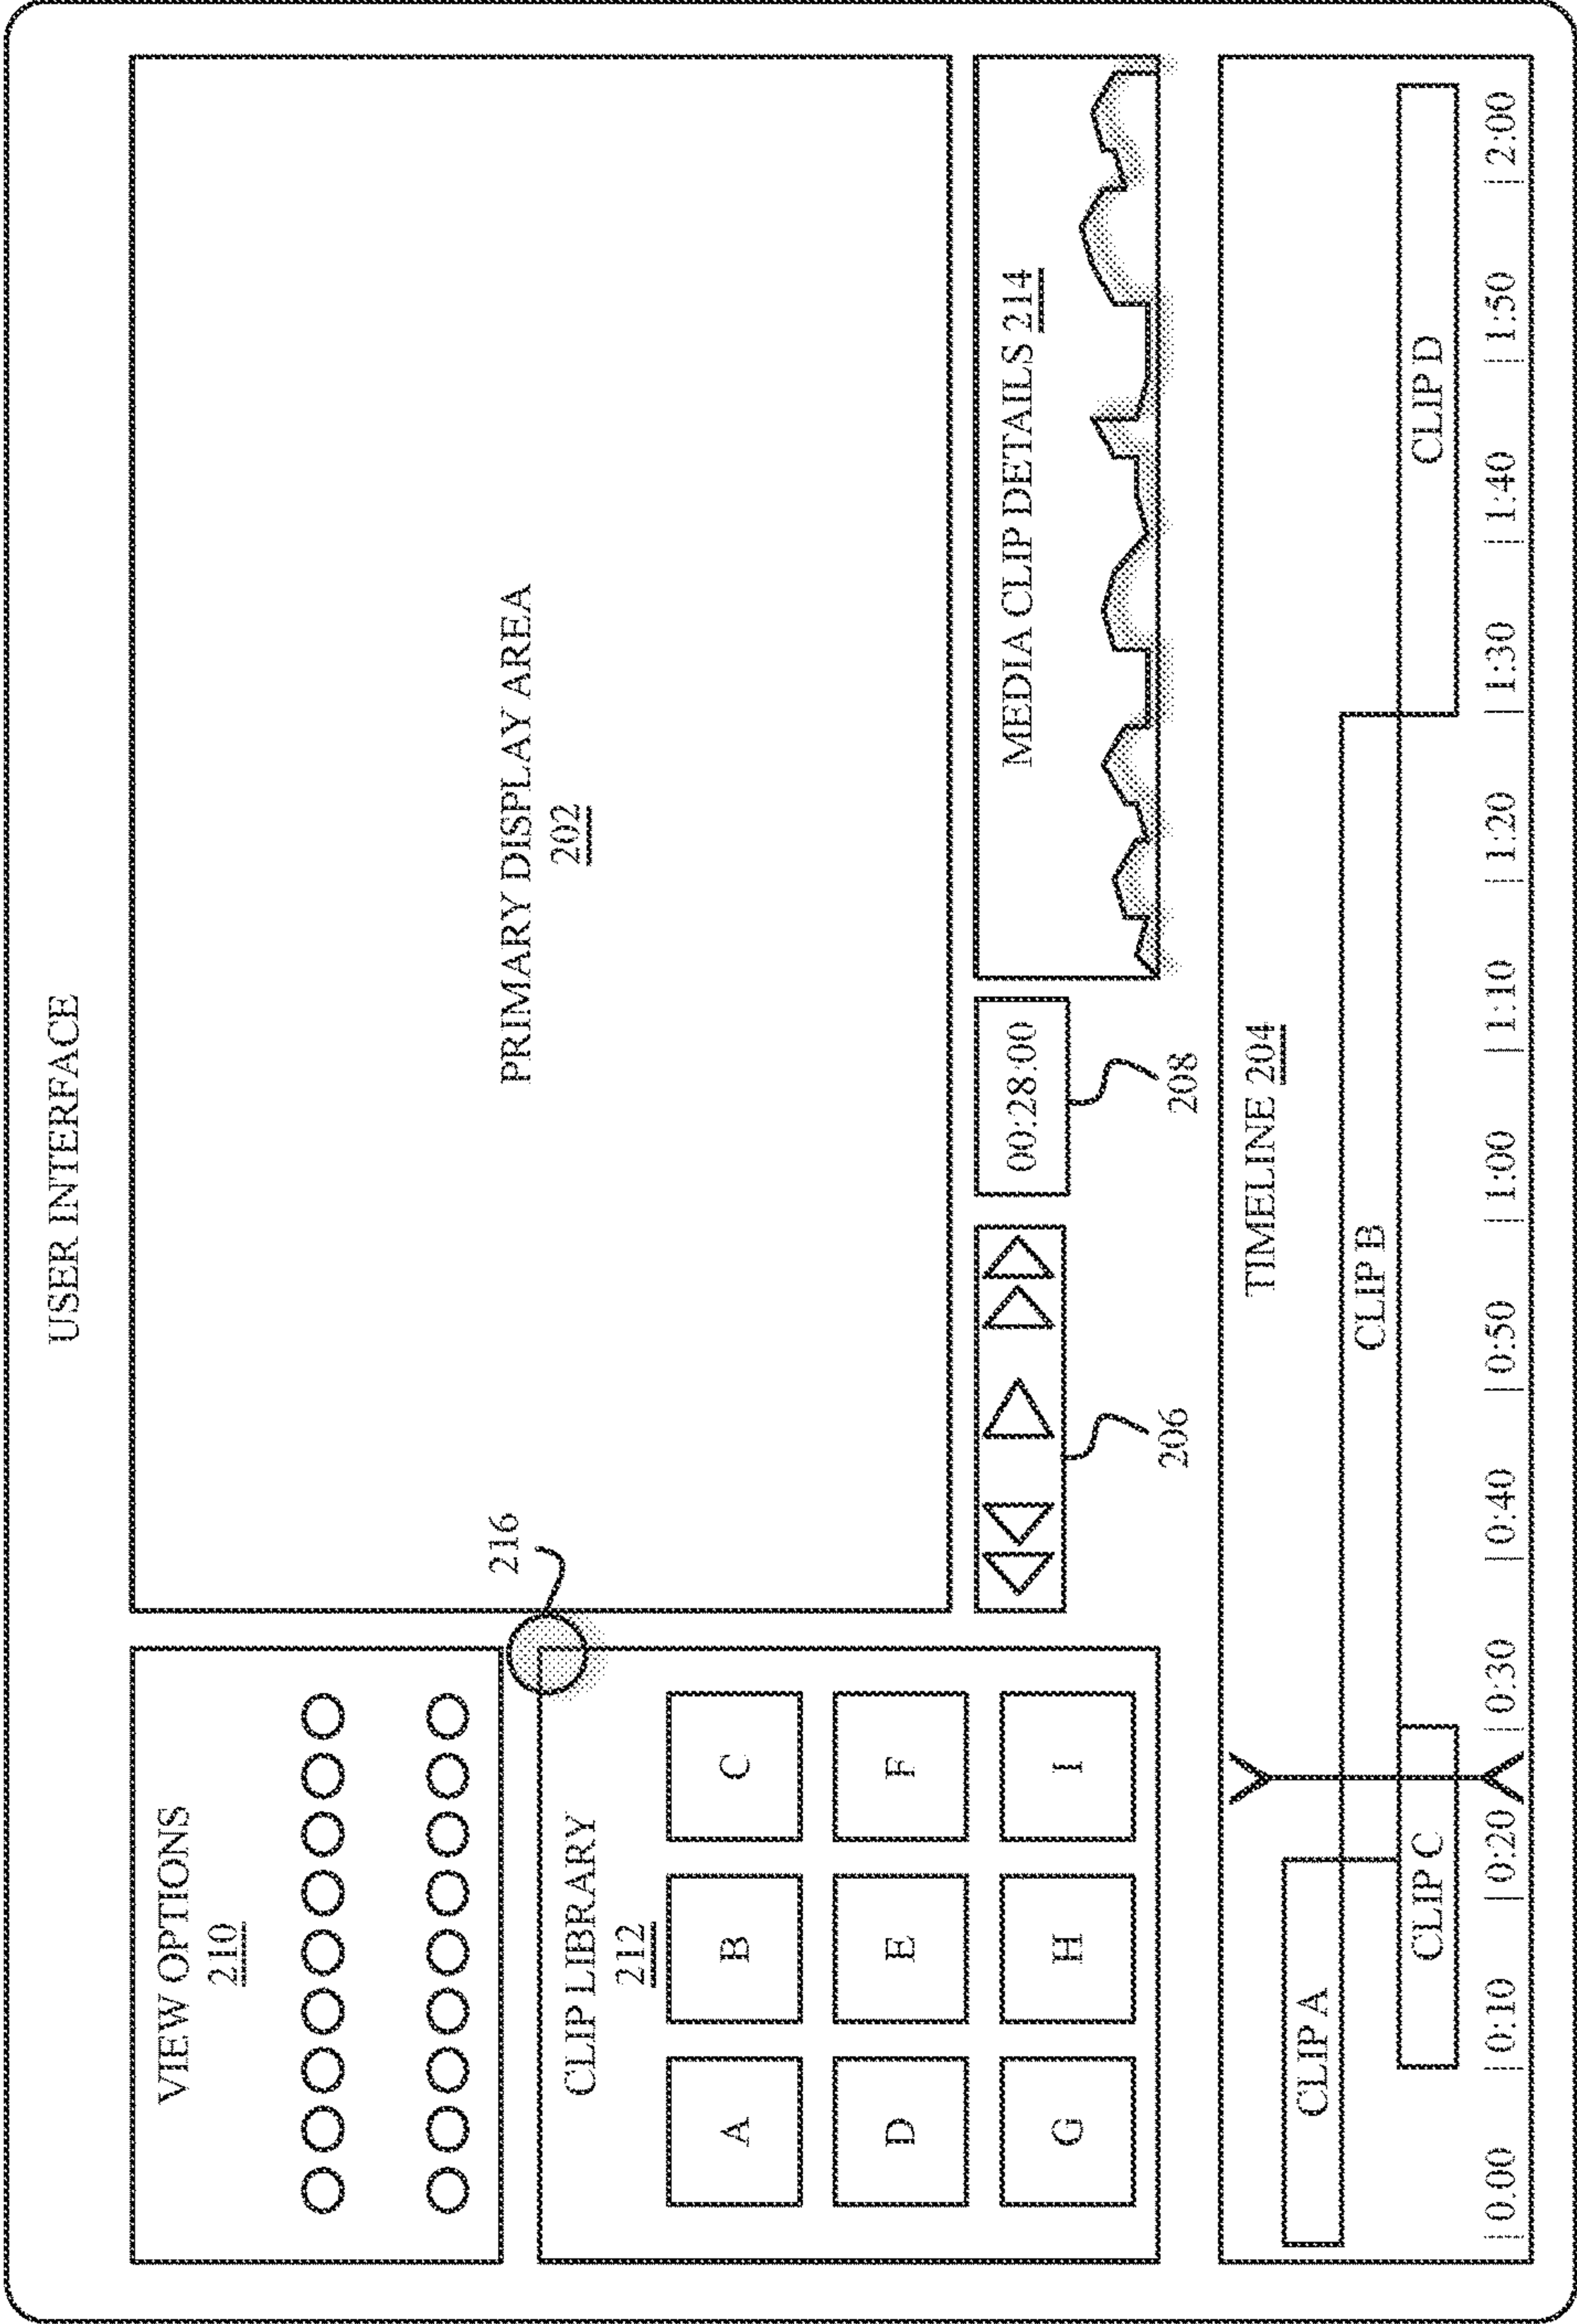 USER INTERFACE
VIEW OPTIONS
210
216
PRIMARY DISPLAY AREA
202
CLIP LIBRARY
212
A
B
C
D
E
F
G
H
I
206
00:28:00
208
MEDIA CLIP DETAILS 214
TIMELINE 204
CLIP A
CLIP B
CLIP C
CLIP D
| 0.00 | 0:10 | 0:20 | 0:30 | 0:40 | 0:50 | 1:00 | 1:10 | 1:20 | 1:30 | 1:40 | 1:50 | 2:00